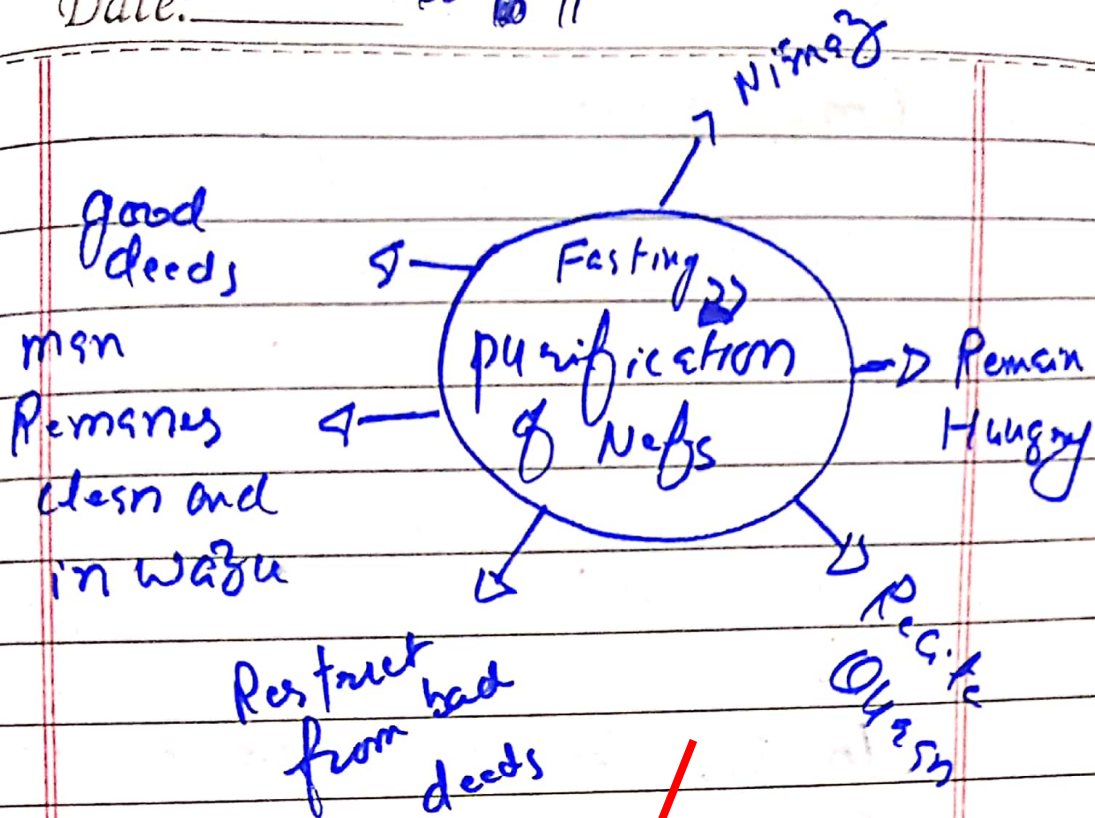 Date.
Nimaz
good
deeds
Fasting
purification
of Nafs
man
Remanes
clean and
in wazu
Remain
Hungry
Restrict
from bad
deeds
Recite
Quran